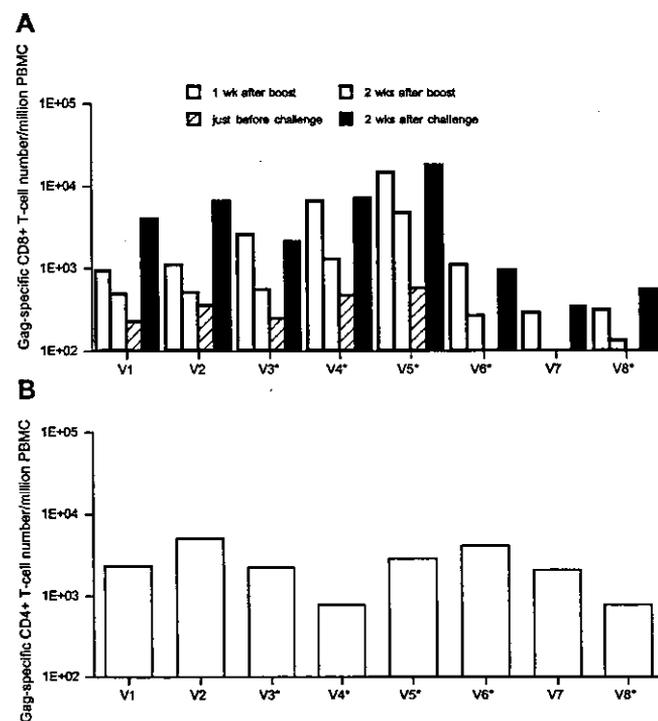 A
1 wk after boost
2 wks after boost
just before challenge
2 wks after challenge
Gag-specific CD8+ T-cell number/million PBMC
1E+05
1E+04
1E+03
1E+02
V1 V2 V3* V4* V5* V6* V7 V8*
B
Gag-specific CD4+ T-cell number/million PBMC
1E+05
1E+04
1E+03
1E+02
V1 V2 V3* V4* V5* V6* V7 V8*